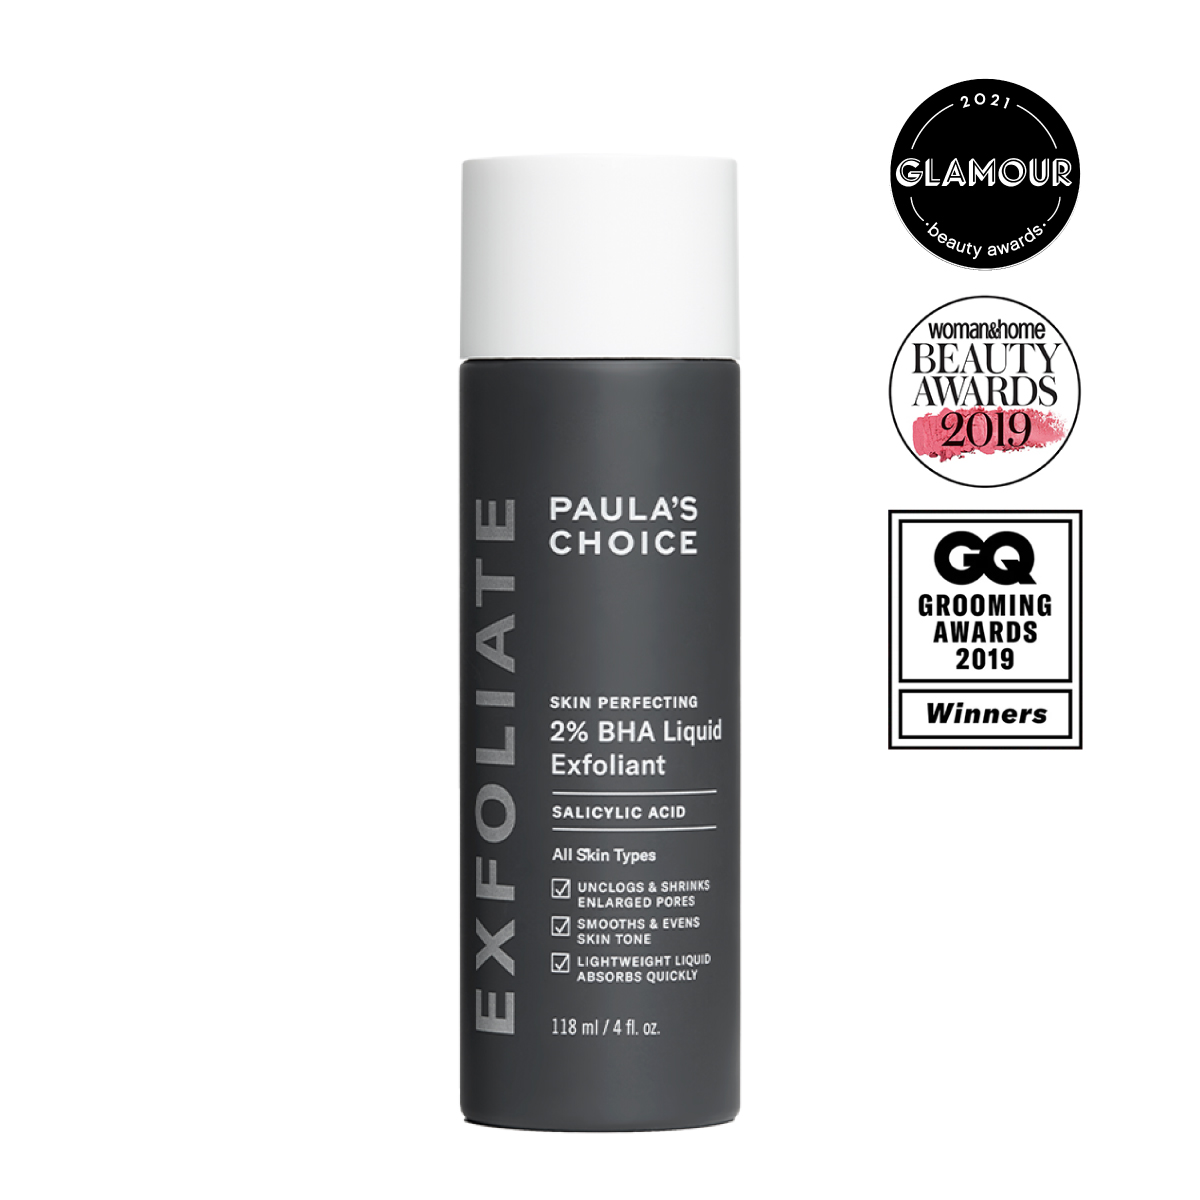 EXFOLIATE
PAULA'S
CHOICE
SKIN PERFECTING
2% BHA Liquid
Exfoliant
SALICYLIC ACID
All Skin Types
UNCLOGS & SHRINKS
ENLARGED PORES
SMOOTHS & EVENS
SKIN TONE
LIGHTWEIGHT LIQUID
ABSORBS QUICKLY
118 ml / 4 fl. oz.
2021
GLAMOUR
·beauty awards·
woman&home
BEAUTY
AWARDS
2019
GQ
GROOMING
AWARDS
2019
Winners